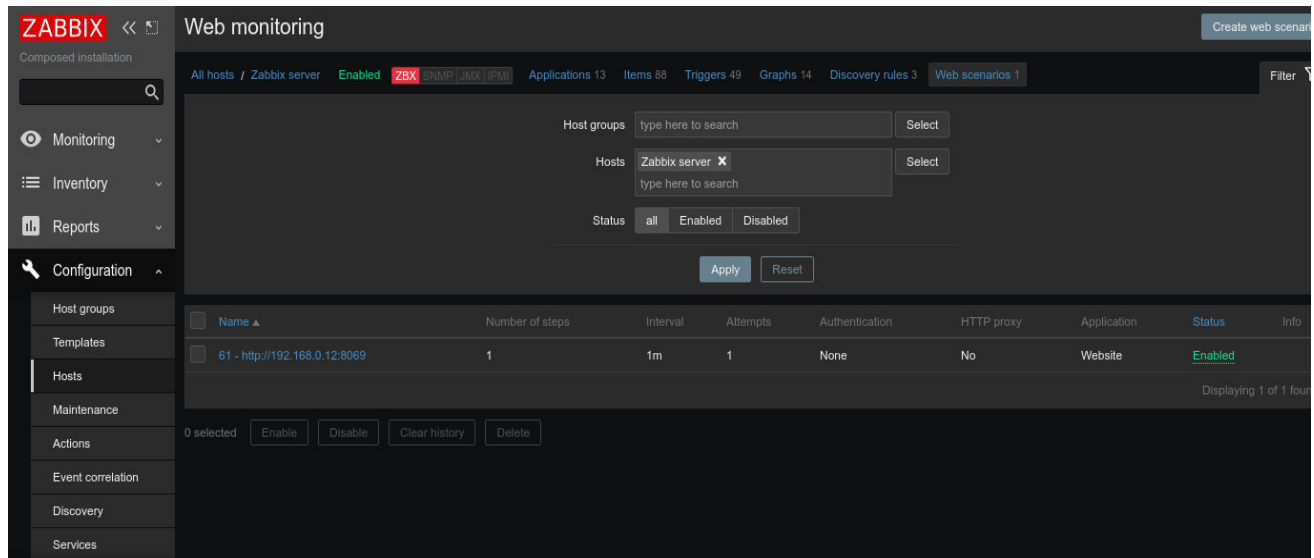 ZABBIX
Composed installation
Monitoring
Inventory
Reports
Configuration
Host groups
Templates
Hosts
Maintenance
Actions
Event correlation
Discovery
Services
Web monitoring
Create web scenari
All hosts / Zabbix server Enabled ZBX SNMP JMX IPMI Applications 13 Items 88 Triggers 49 Graphs 14 Discovery rules 3 Web scenarios 1
Filter
Host groups type here to search Select
Hosts Zabbix server Select
type here to search
Status all Enabled Disabled
Apply Reset
Name Number of steps Interval Attempts Authentication HTTP proxy Application Status Info
61 - http://192.168.0.12:8069 1 1m 1 None No Website Enabled
Displaying 1 of 1 foun
0 selected Enable Disable Clear history Delete